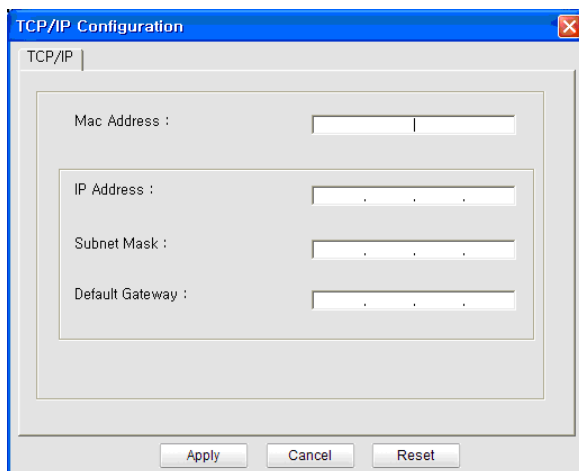 TCP/IP Configuration
TCP/IP
Mac Address :
IP Address :
. . .
Subnet Mask :
. . .
Default Gateway :
. . .
Apply Cancel Reset